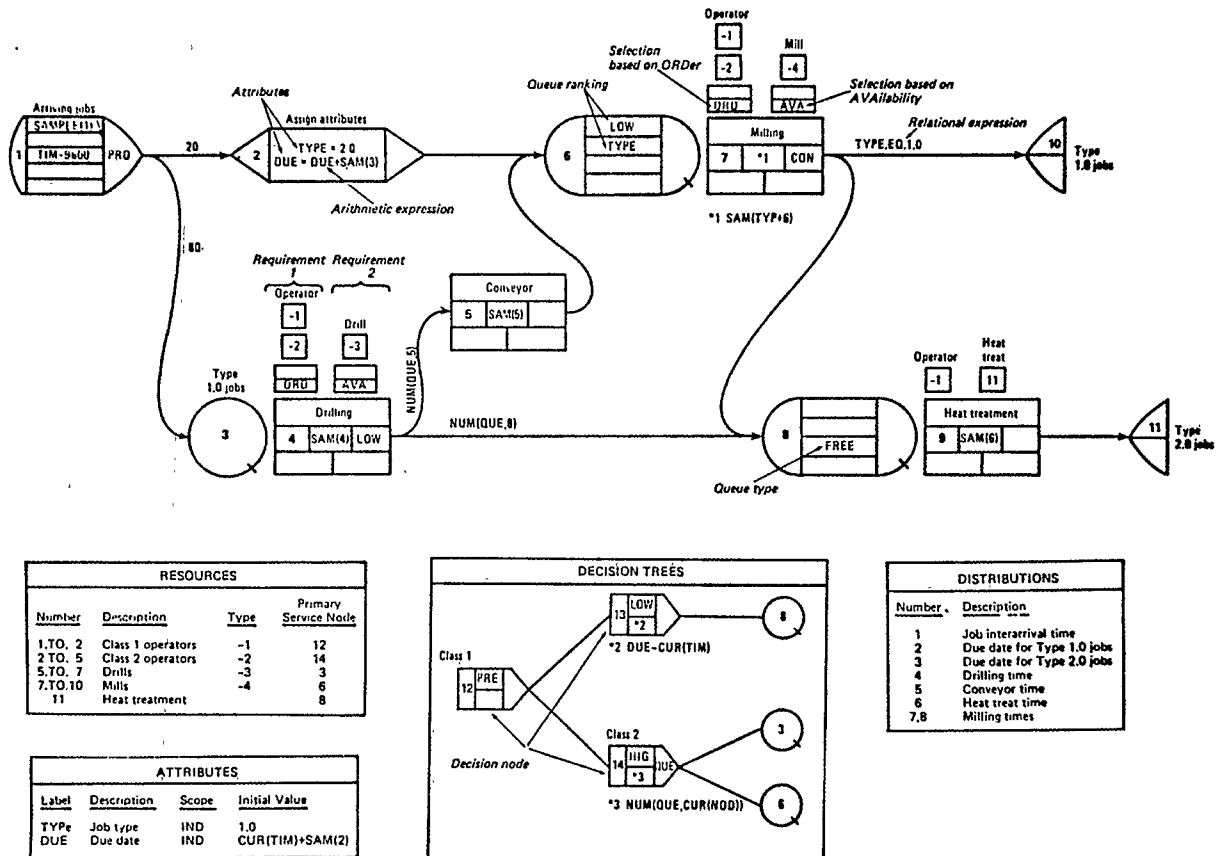 Arriving jobs
1
SAMPLE(1)
TIM-9600
PRO
20
80
Attributes
Assign attributes
2
TYPE = 2.0
DUE = DUE+SAM(3)
Arithmetic expression
Queue ranking
6
LOW
TYPE
Operator
-1
-2
Selection based on ORDer
ORD
Mill
-4
AVA
Selection based on AVAilability
Milling
7 *1 CON
*1 SAM(TYP+6)
Relational expression
TYPE,EQ,1.0
10
Type
1.0 jobs
Requirement
1
Requirement
2
Operator
-1
-2
ORD
Drill
-3
AVA
Type
1.0 jobs
3
Drilling
4 SAM(4) LOW
Conveyor
5 SAM(5)
NUM(QUE,5)
NUM(QUE,8)
8
FREE
Queue type
Operator
-1
Heat
treat
11
Heat treatment
9 SAM(6)
11
Type
2.0 jobs
RESOURCES
Number Description Type Primary Service Node
1.TO. 2 Class 1 operators -1 12
2 TO. 5 Class 2 operators -2 14
5.TO. 7 Drills -3 3
7.TO.10 Mills -4 6
11 Heat treatment 8
ATTRIBUTES
Label Description Scope Initial Value
TYPe Job type IND 1.0
DUE Due date IND CUR(TIM)+SAM(2)
DECISION TREES
Class 1
12 PRE
13 LOW
*2
*2 DUE-CUR(TIM)
8
Decision node
Class 2
14 HIG QUE
*3
*3 NUM(QUE,CUR(NOD))
3
6
DISTRIBUTIONS
Number Description
1 Job interarrival time
2 Due date for Type 1.0 jobs
3 Due date for Type 2.0 jobs
4 Drilling time
5 Conveyor time
6 Heat treat time
7,8 Milling times